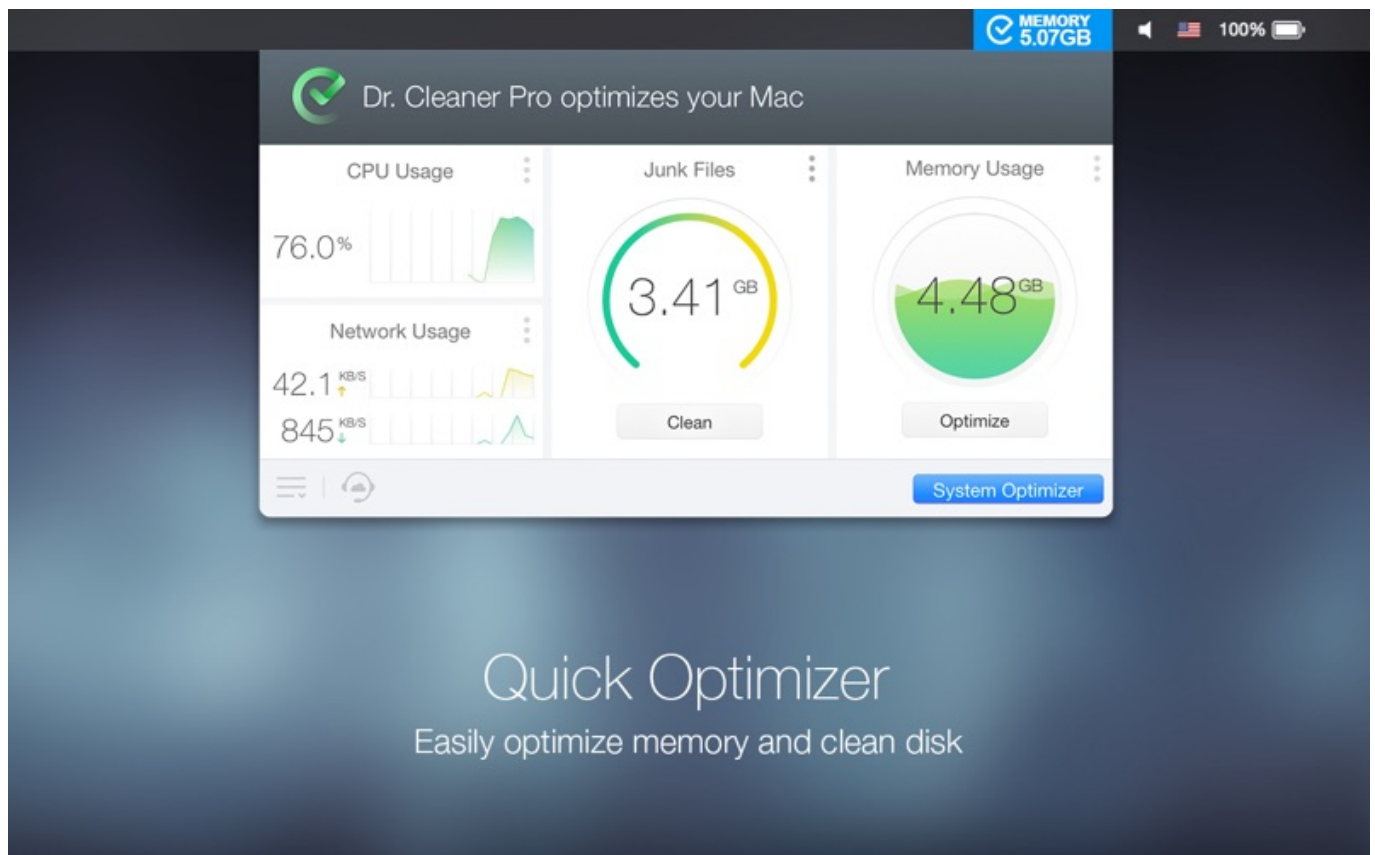 MEMORY
5.07GB
100%
Dr. Cleaner Pro optimizes your Mac
CPU Usage
76.0%
Network Usage
42.1 KB/S
845 KB/S
Junk Files
3.41 GB
Clean
Memory Usage
4.48 GB
Optimize
System Optimizer
Quick Optimizer
Easily optimize memory and clean disk